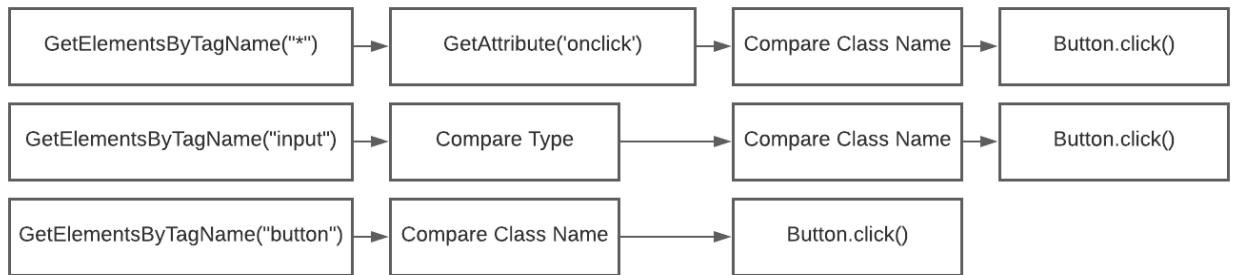 GetElementsByTagName("*")
GetAttribute('onclick')
Compare Class Name
Button.click()
GetElementsByTagName("input")
Compare Type
Compare Class Name
Button.click()
GetElementsByTagName("button")
Compare Class Name
Button.click()